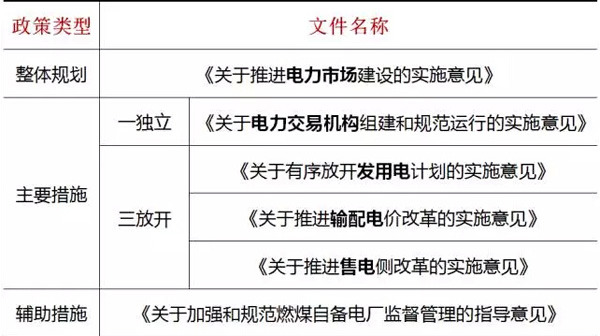 政策类型 文件名称
整体规划 《关于推进电力市场建设的实施意见》
主要措施 一独立 《关于电力交易机构组建和规范运行的实施意见》
三放开 《关于有序放开发用电计划的实施意见》
《关于推进输配电价改革的实施意见》
《关于推进售电侧改革的实施意见》
辅助措施 《关于加强和规范燃煤自备电厂监督管理的指导意见》